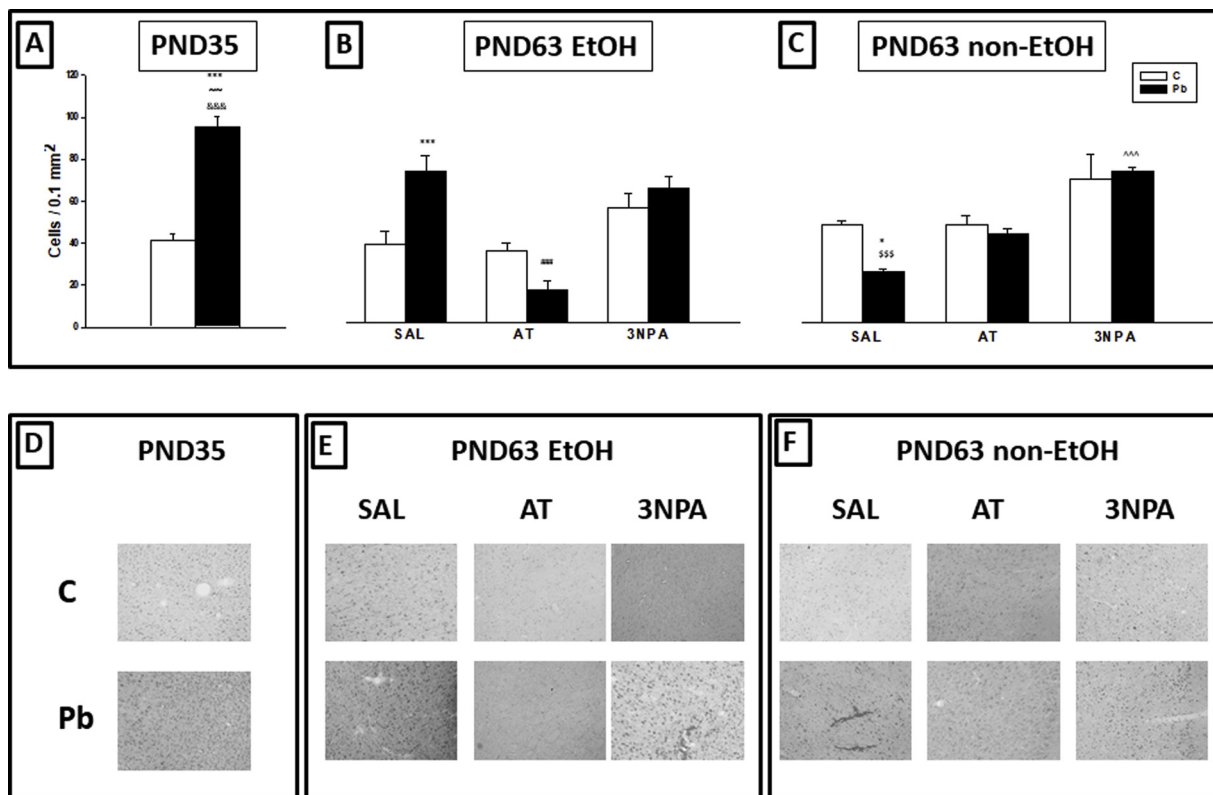 A PND35
B PND63 EtOH
C PND63 non-EtOH
C
Pb
Cells / 0.1 mm²
120
100
80
60
40
20
0
***
~~
&&&
***
###
*
$$$
^^^
SAL AT 3NPA
SAL AT 3NPA
D PND35
E PND63 EtOH
F PND63 non-EtOH
SAL AT 3NPA
SAL AT 3NPA
C
Pb